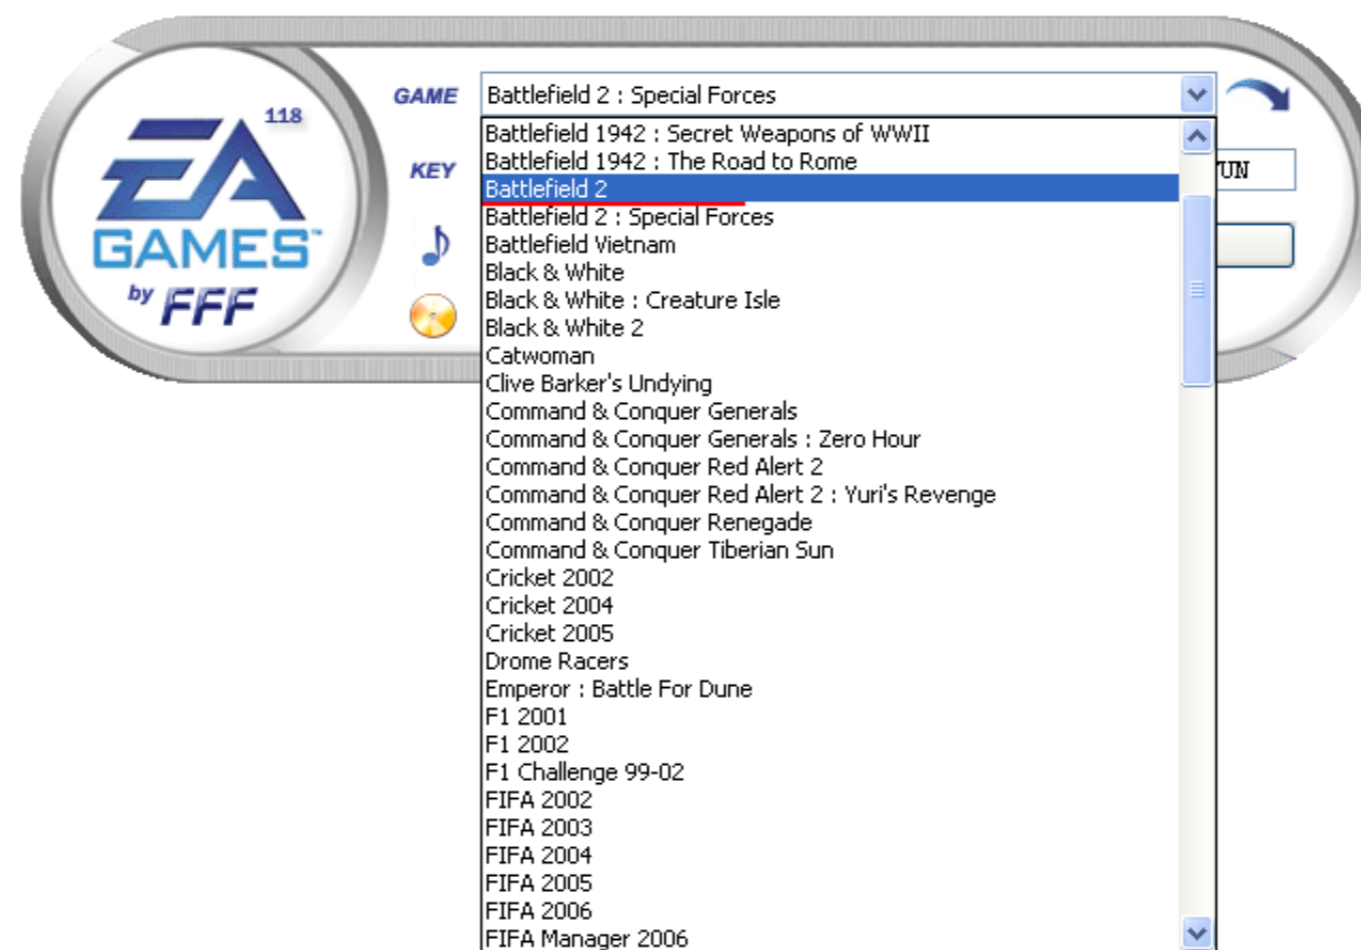 118
EA
GAMES™
by FFF
GAME
Battlefield 2 : Special Forces
KEY
UN
Battlefield 1942 : Secret Weapons of WWII
Battlefield 1942 : The Road to Rome
Battlefield 2
Battlefield 2 : Special Forces
Battlefield Vietnam
Black & White
Black & White : Creature Isle
Black & White 2
Catwoman
Clive Barker's Undying
Command & Conquer Generals
Command & Conquer Generals : Zero Hour
Command & Conquer Red Alert 2
Command & Conquer Red Alert 2 : Yuri's Revenge
Command & Conquer Renegade
Command & Conquer Tiberian Sun
Cricket 2002
Cricket 2004
Cricket 2005
Drome Racers
Emperor : Battle For Dune
F1 2001
F1 2002
F1 Challenge 99-02
FIFA 2002
FIFA 2003
FIFA 2004
FIFA 2005
FIFA 2006
FIFA Manager 2006